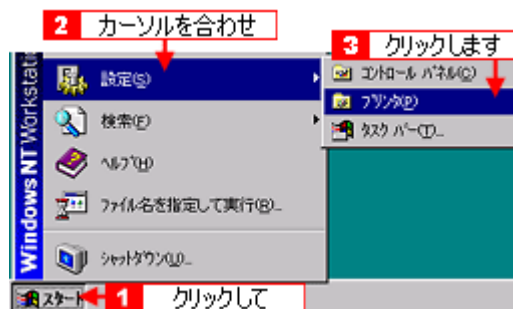 2 カーソルを合わせ
3 クリックします
Windows NT Workstati
設定(S)
検索(F)
ヘルプ(H)
ファイル名を指定して実行(R)...
シャットダウン(U)...
コントロール パネル(C)
プリンタ(P)
タスク バー(T)...
スタート
1 クリックして